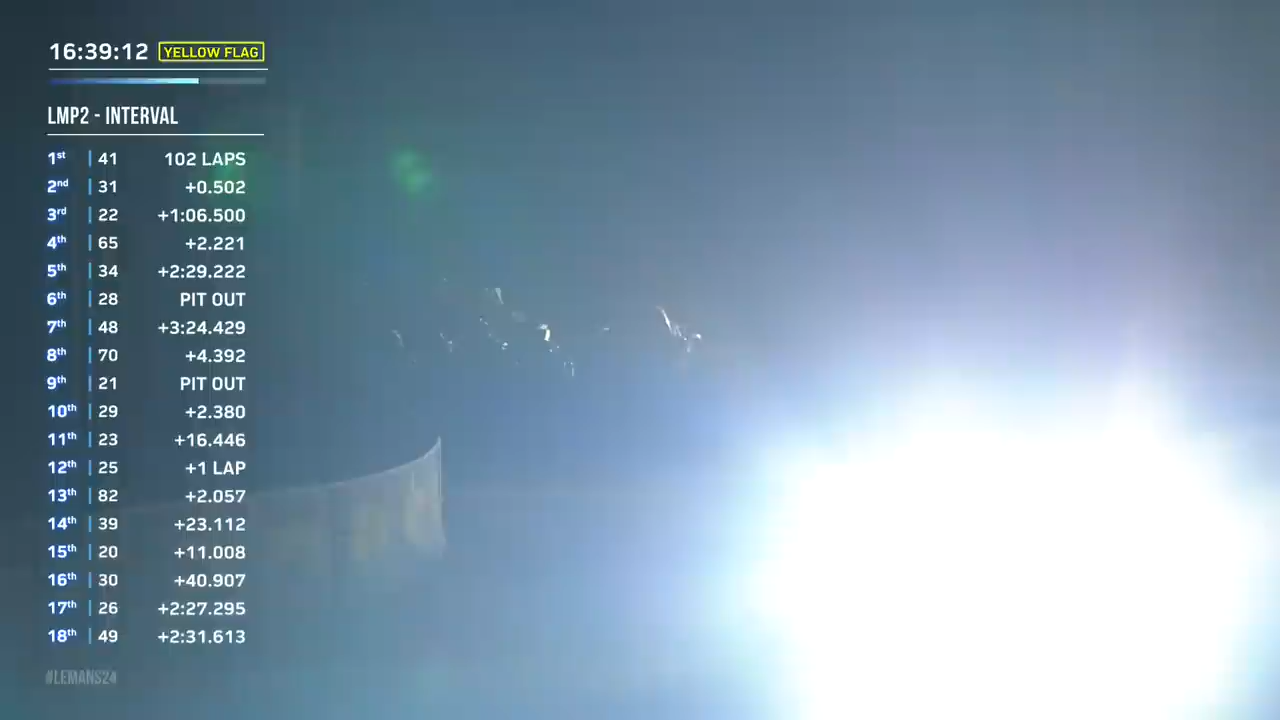 16:39:12 YELLOW FLAG
LMP2 - INTERVAL
1st 41 102 LAPS
2nd 31 +0.502
3rd 22 +1:06.500
4th 65 +2.221
5th 34 +2:29.222
6th 28 PIT OUT
7th 48 +3:24.429
8th 70 +4.392
9th 21 PIT OUT
10th 29 +2.380
11th 23 +16.446
12th 25 +1 LAP
13th 82 +2.057
14th 39 +23.112
15th 20 +11.008
16th 30 +40.907
17th 26 +2:27.295
18th 49 +2:31.613
#LEMANS24